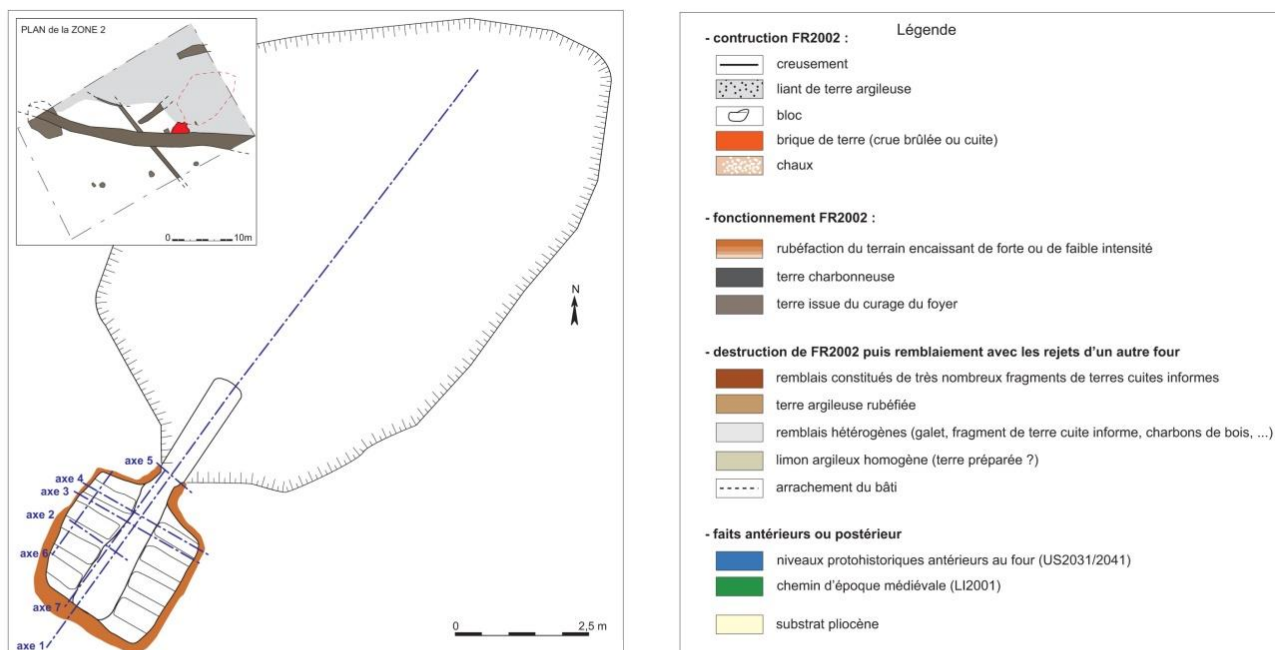 PLAN de la ZONE 2
0 10m
N
axe 5
axe 4
axe 3
axe 2
axe 6
axe 7
axe 1
0 2,5 m
Légende
- contruction FR2002 :
creusement
liant de terre argileuse
bloc
brique de terre (crue brûlée ou cuite)
chaux
- fonctionnement FR2002 :
rubéfaction du terrain encaissant de forte ou de faible intensité
terre charbonneuse
terre issue du curage du foyer
- destruction de FR2002 puis remblaiement avec les rejets d'un autre four
remblais constitués de très nombreux fragments de terres cuites informes
terre argileuse rubéfiée
remblais hétérogènes (galet, fragment de terre cuite informe, charbons de bois, ...)
limon argileux homogène (terre préparée ?)
arrachement du bâti
- faits antérieurs ou postérieur
niveaux protohistoriques antérieurs au four (US2031/2041)
chemin d'époque médiévale (LI2001)
substrat pliocène